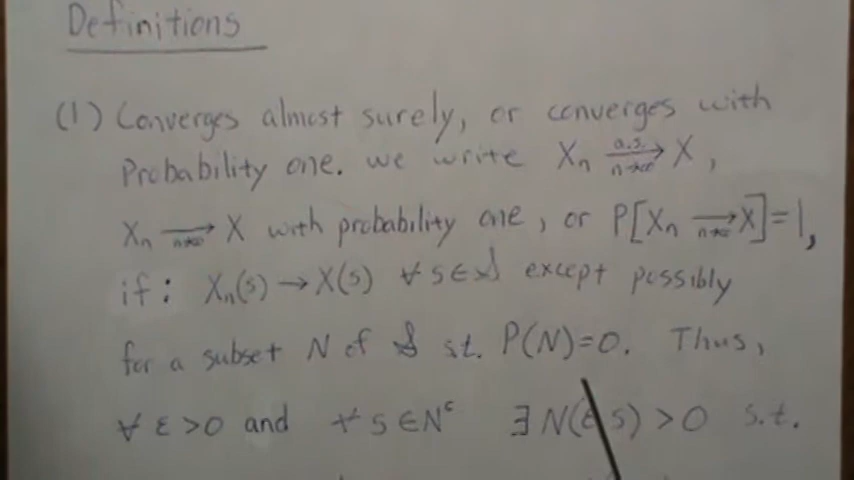 Definitions
(1) Converges almost surely, or converges with
Probability one. we write Xₙ →(a.s., n→∞) X ,
Xₙ →(n→∞) X with probability one, or P[Xₙ →(n→∞) X]=1,
if: Xₙ(s) → X(s) ∀ s∈𝒮 except possibly
for a subset N of 𝒮 s.t. P(N)=0. Thus,
∀ ε>0 and ∀ s∈Nᶜ ∃ N(ε,s) >0 s.t.